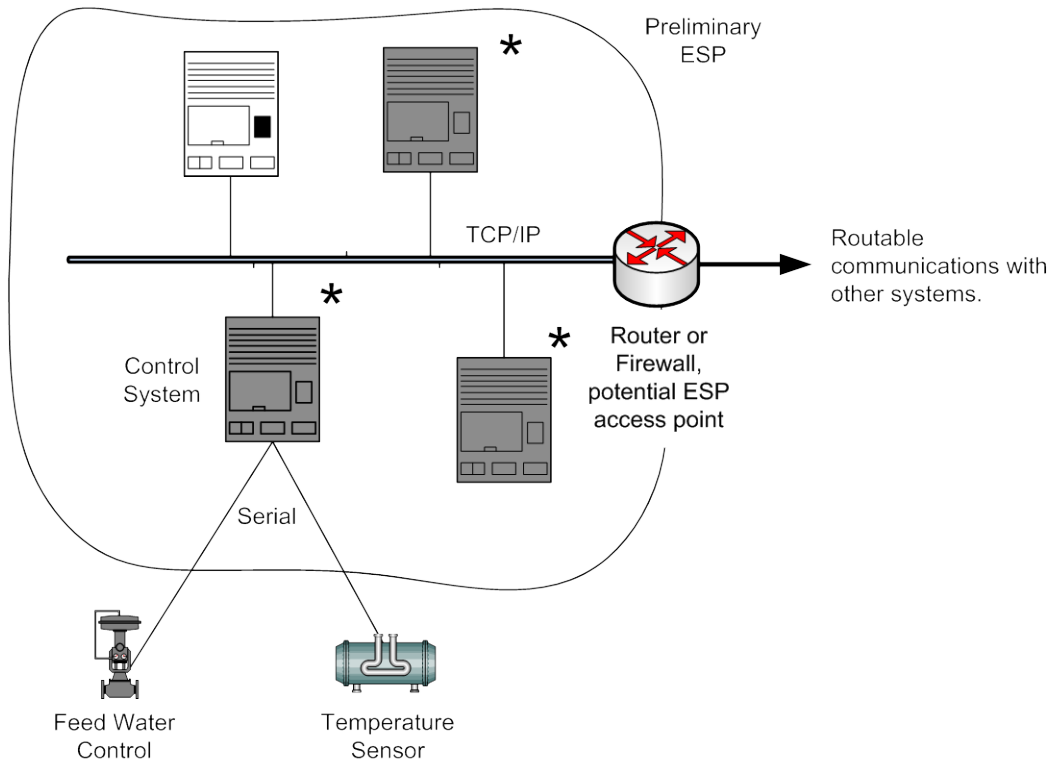 Preliminary
ESP
*
TCP/IP
Routable
communications with
other systems.
*
*
Router or
Firewall,
potential ESP
access point
Control
System
Serial
Feed Water
Control
Temperature
Sensor